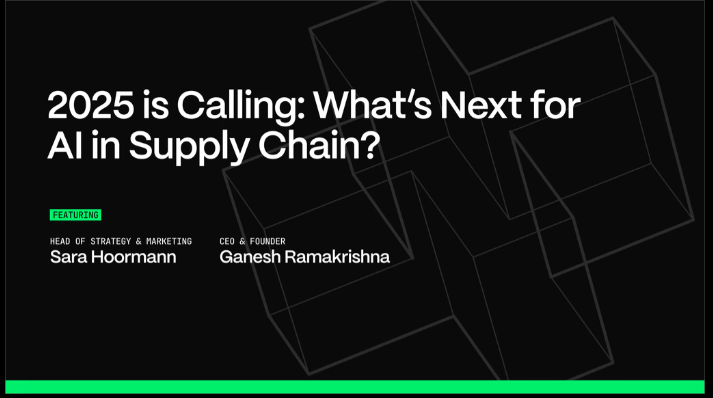 2025 is Calling: What's Next for
AI in Supply Chain?
FEATURING
HEAD OF STRATEGY & MARKETING
Sara Hoormann
CEO & FOUNDER
Ganesh Ramakrishna